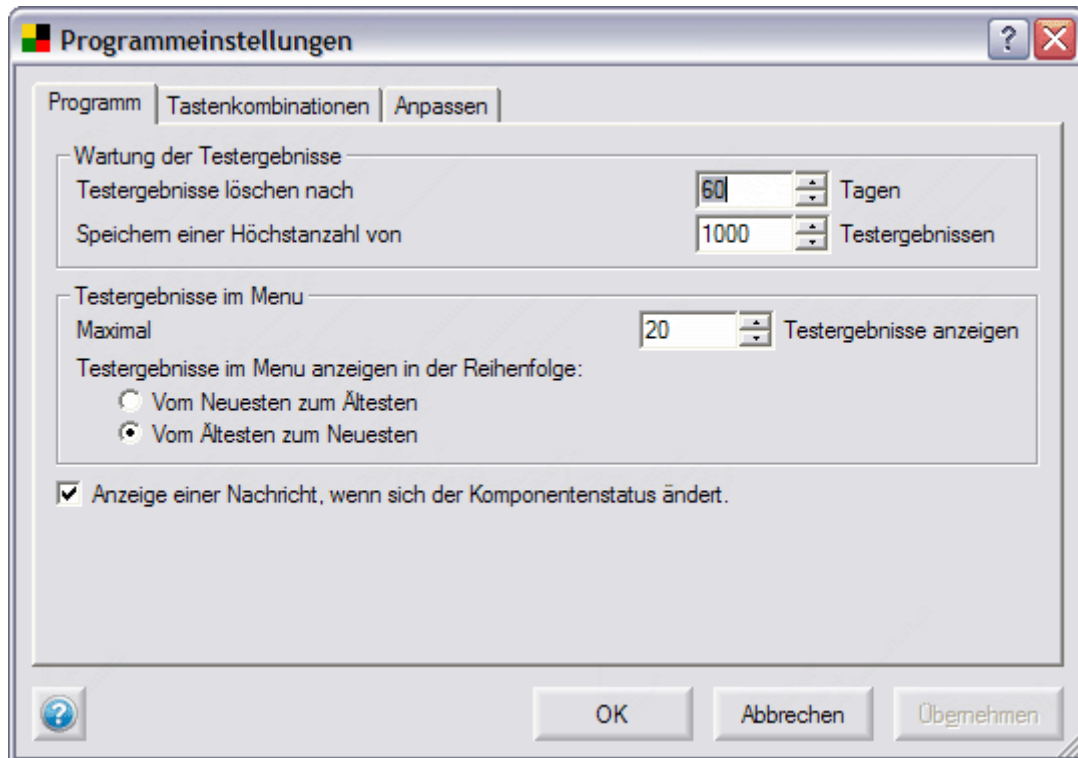 Programmeinstellungen
Programm Tastenkombinationen Anpassen
Wartung der Testergebnisse
Testergebnisse löschen nach 60 Tagen
Speichern einer Höchstanzahl von 1000 Testergebnissen
Testergebnisse im Menu
Maximal 20 Testergebnisse anzeigen
Testergebnisse im Menu anzeigen in der Reihenfolge:
Vom Neuesten zum Ältesten
Vom Ältesten zum Neuesten
Anzeige einer Nachricht, wenn sich der Komponentenstatus ändert.
OK Abbrechen Übernehmen